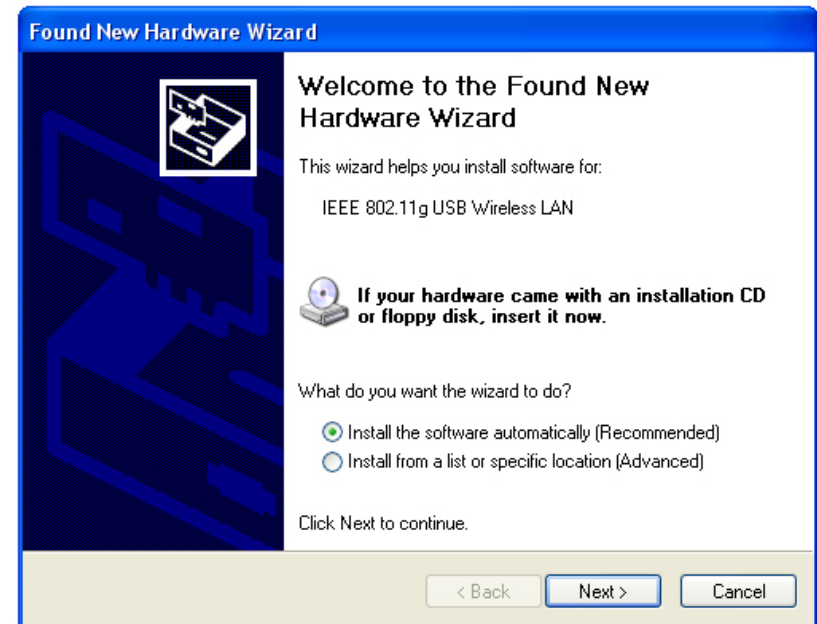 Found New Hardware Wizard
Welcome to the Found New
Hardware Wizard
This wizard helps you install software for:
IEEE 802.11g USB Wireless LAN
If your hardware came with an installation CD
or floppy disk, insert it now.
What do you want the wizard to do?
Install the software automatically (Recommended)
Install from a list or specific location (Advanced)
Click Next to continue.
< Back Next > Cancel